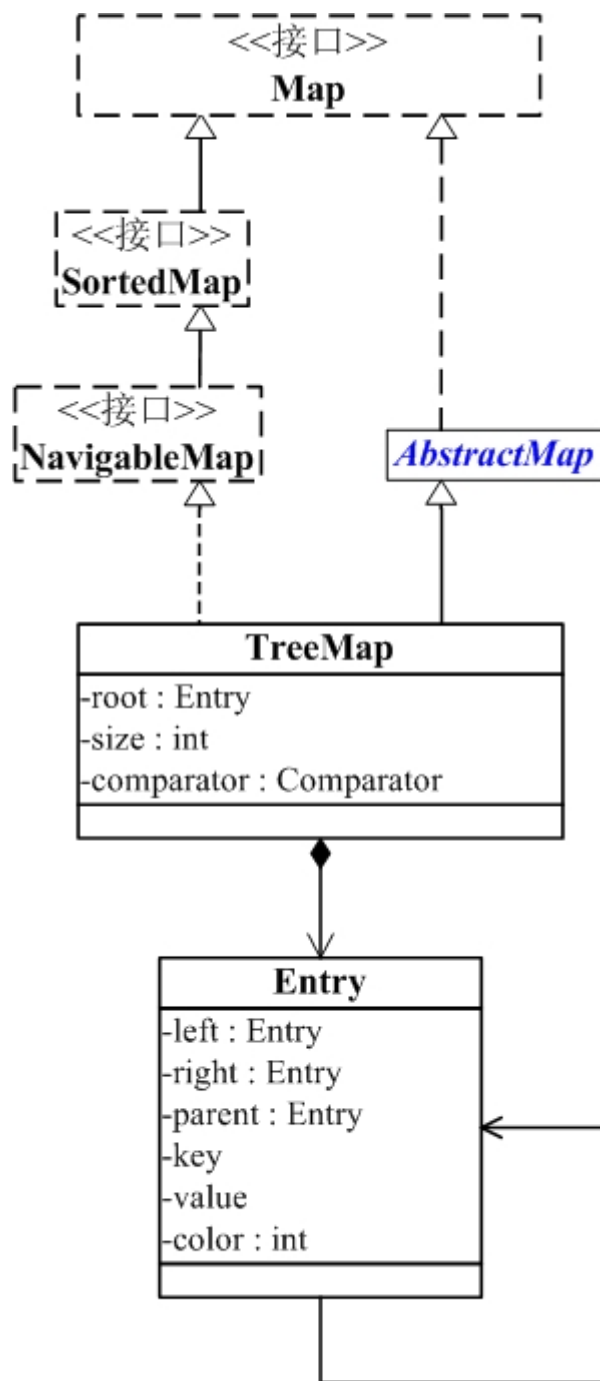 <<接口>>
Map
<<接口>>
SortedMap
<<接口>>
NavigableMap
AbstractMap
TreeMap
-root : Entry
-size : int
-comparator : Comparator
Entry
-left : Entry
-right : Entry
-parent : Entry
-key
-value
-color : int